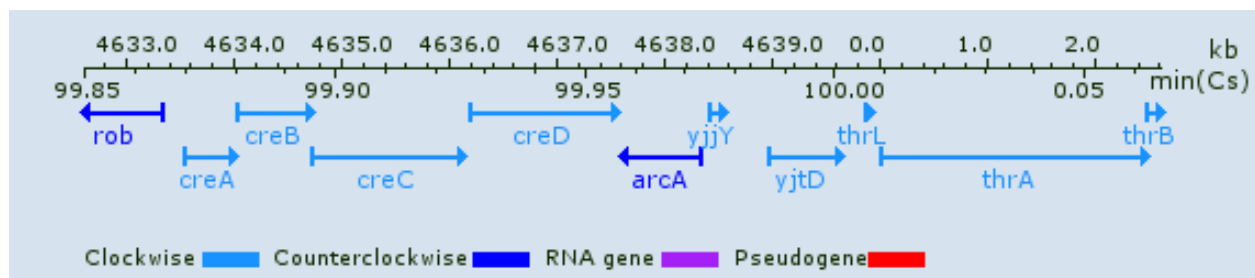 4633.0 4634.0 4635.0 4636.0 4637.0 4638.0 4639.0 0.0 1.0 2.0 kb
99.85 99.90 99.95 100.00 0.05 min(Cs)
rob creB creD yjjY thrL thrB
creA creC arcA yjtD thrA
Clockwise Counterclockwise RNA gene Pseudogene